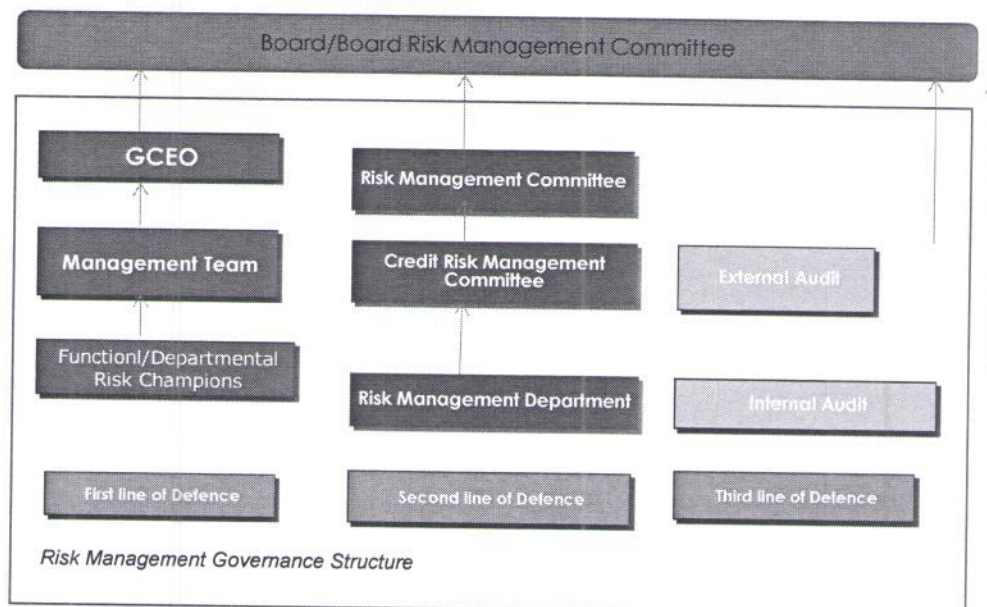 Board/Board Risk Management Committee
GCEO
Management Team
Functionl/Departmental
Risk Champions
First line of Defence
Risk Management Committee
Credit Risk Management
Committee
Risk Management Department
Second line of Defence
External Audit
Internal Audit
Third line of Defence
Risk Management Governance Structure